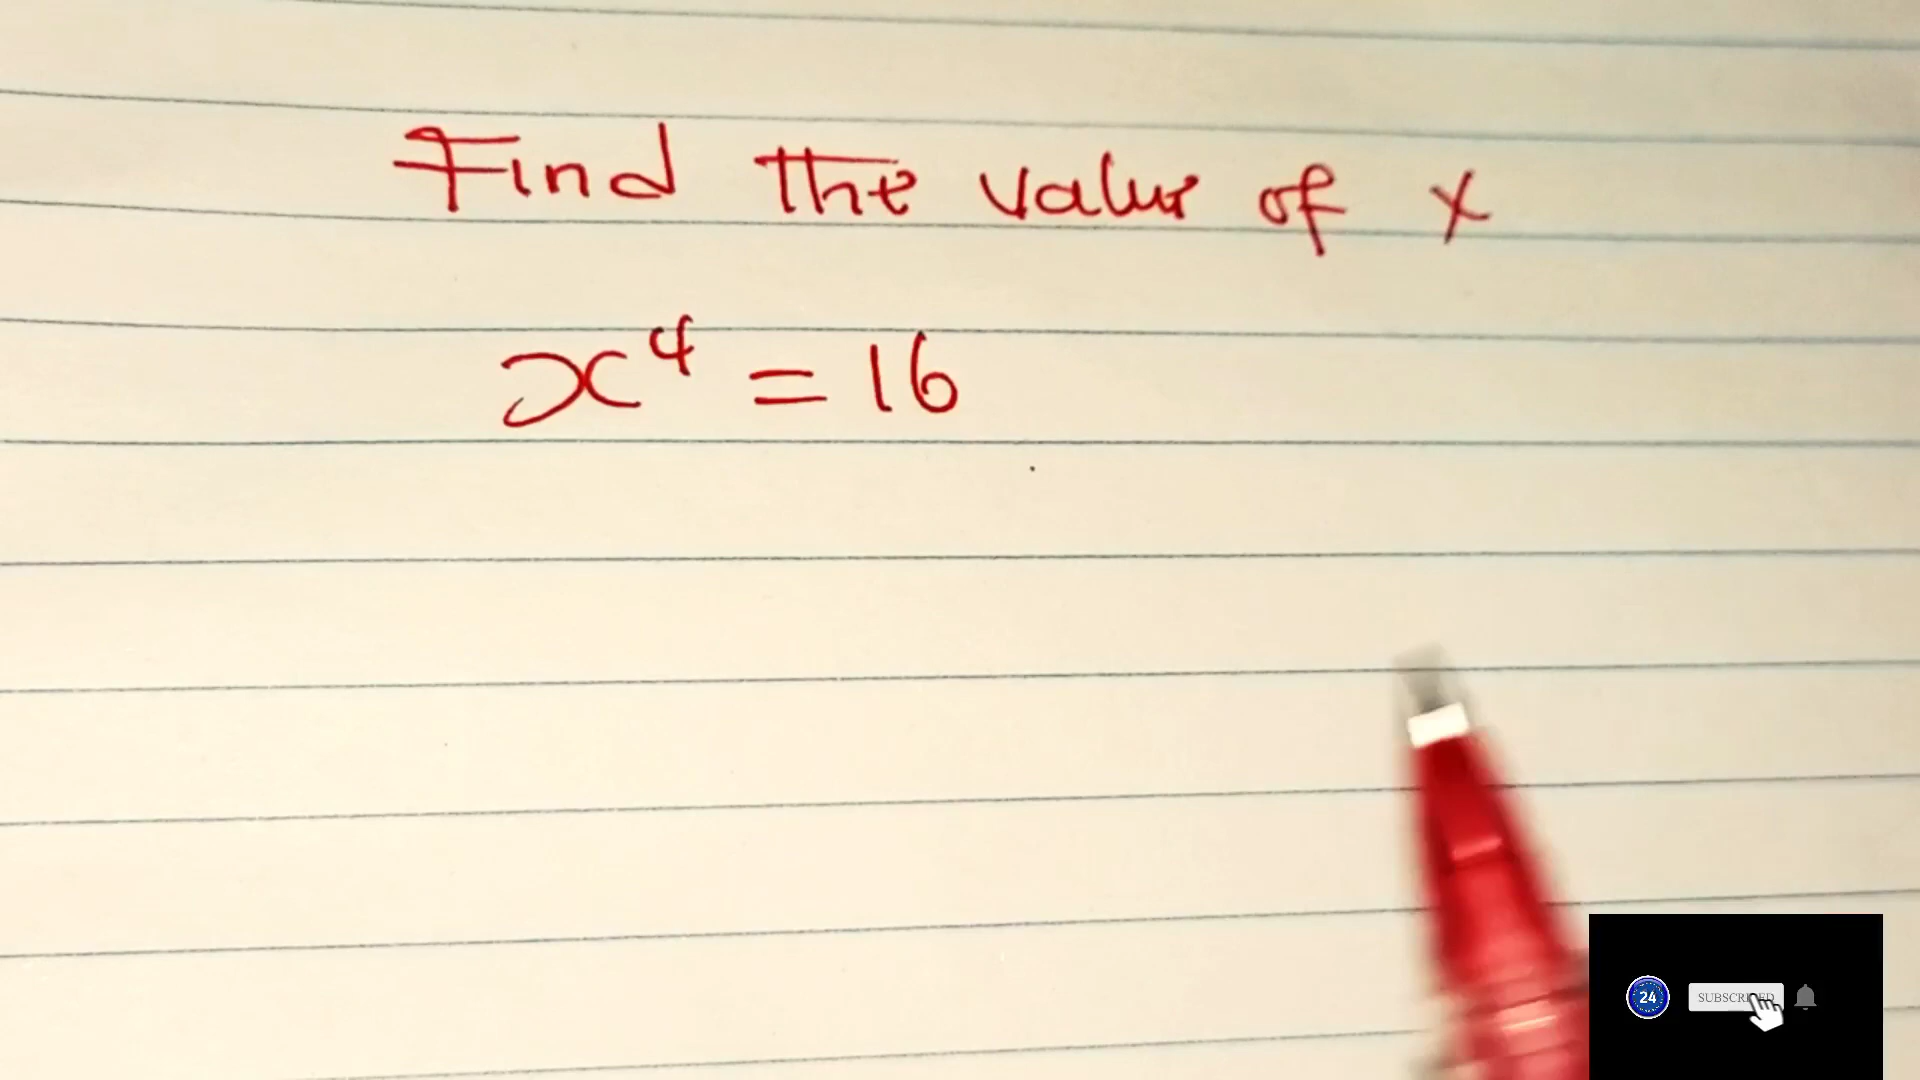 Find the value of x
x⁴ = 16
24
SUBSCRIBED